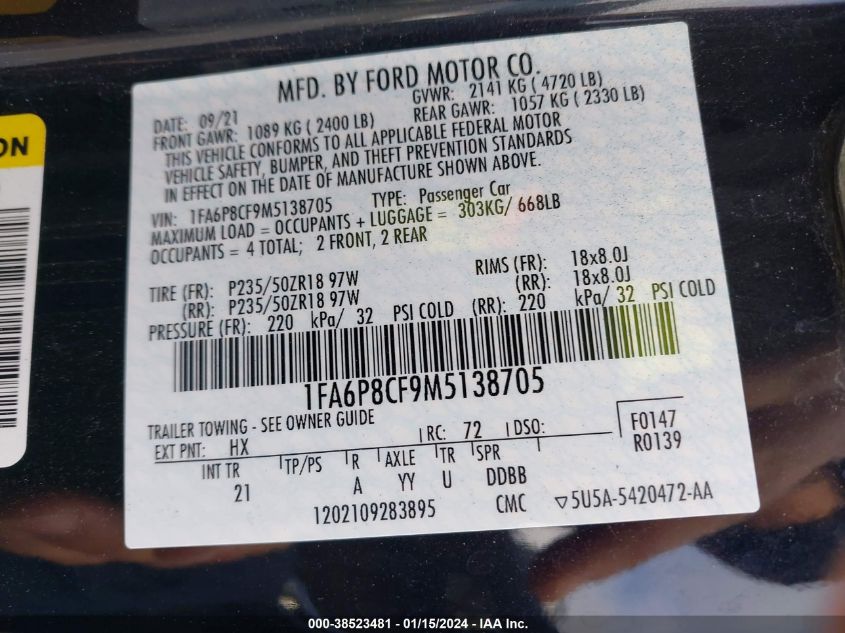 ON
MFD. BY FORD MOTOR CO.
DATE: 09/21 GVWR: 2141 KG ( 4720 LB)
FRONT GAWR: 1089 KG ( 2400 LB) REAR GAWR: 1057 KG ( 2330 LB)
THIS VEHICLE CONFORMS TO ALL APPLICABLE FEDERAL MOTOR
VEHICLE SAFETY, BUMPER, AND THEFT PREVENTION STANDARDS
IN EFFECT ON THE DATE OF MANUFACTURE SHOWN ABOVE.
VIN: 1FA6P8CF9M5138705 TYPE: Passenger Car
MAXIMUM LOAD = OCCUPANTS + LUGGAGE = 303KG/ 668LB
OCCUPANTS = 4 TOTAL; 2 FRONT, 2 REAR
TIRE (FR): P235/50ZR18 97W RIMS (FR): 18x8.0J
(RR): P235/50ZR18 97W (RR): 18x8.0J
PRESSURE (FR): 220 kPa/ 32 PSI COLD (RR): 220 kPa/ 32 PSI COLD
1FA6P8CF9M5138705
TRAILER TOWING - SEE OWNER GUIDE
EXT PNT: HX RC: 72 DSO: F0147
R0139
INT TR TP/PS R AXLE TR SPR
21 A YY U DDBB
1202109283895 CMC ▽5U5A-5420472-AA
000-38523481 - 01/15/2024 - IAA Inc.